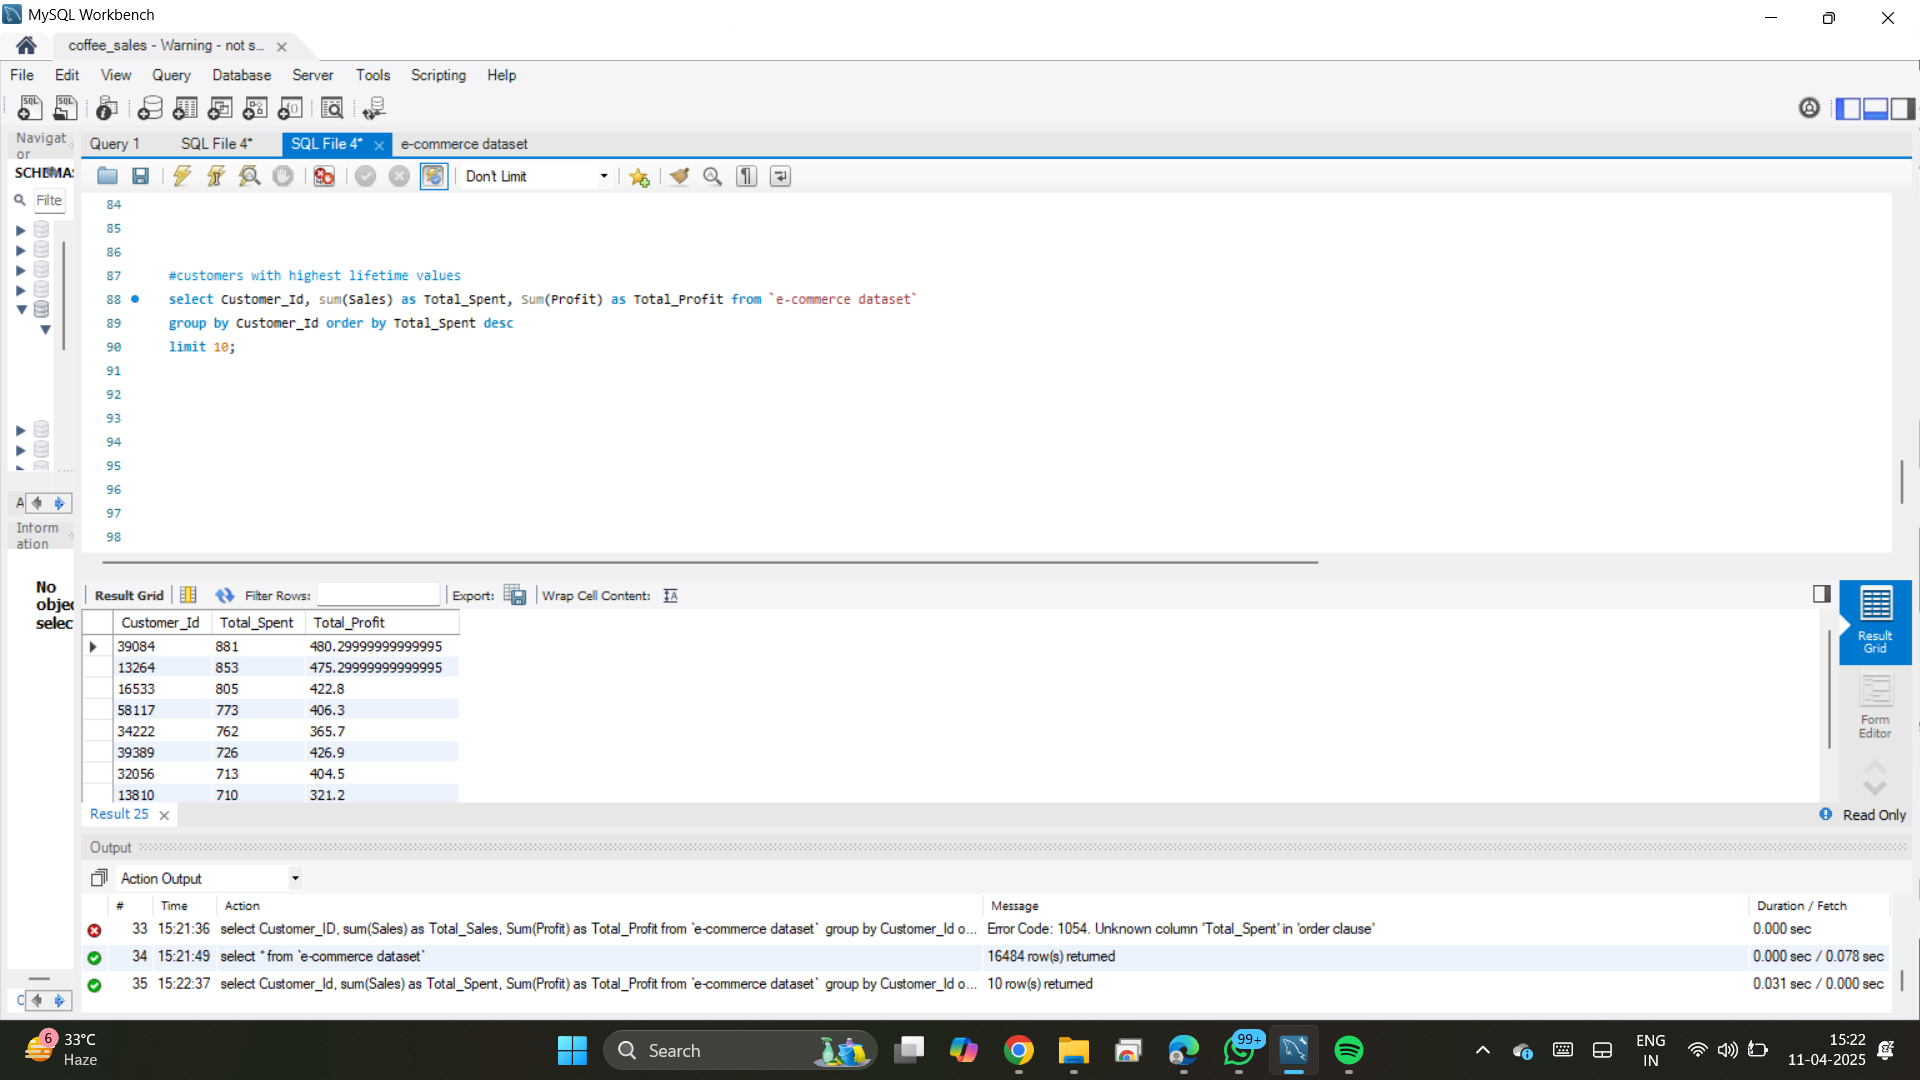 MySQL Workbench
coffee_sales - Warning - not s...
File Edit View Query Database Server Tools Scripting Help
Navigat
or
Query 1 SQL File 4* SQL File 4* e-commerce dataset
SCHEMAS
Don't Limit
Filte
84
85
86
87 #customers with highest lifetime values
88 select Customer_Id, sum(Sales) as Total_Spent, Sum(Profit) as Total_Profit from `e-commerce dataset`
89 group by Customer_Id order by Total_Spent desc
90 limit 10;
91
92
93
94
95
96
97
98
A
Inform
ation
No
objec
selec
Result Grid Filter Rows: Export: Wrap Cell Content:
Customer_Id Total_Spent Total_Profit
39084 881 480.29999999999995
13264 853 475.29999999999995
16533 805 422.8
58117 773 406.3
34222 762 365.7
39389 726 426.9
32056 713 404.5
13810 710 321.2
Result
Grid
Form
Editor
Result 25
Read Only
Output
Action Output
# Time Action Message Duration / Fetch
33 15:21:36 select Customer_ID, sum(Sales) as Total_Sales, Sum(Profit) as Total_Profit from `e-commerce dataset` group by Customer_Id o... Error Code: 1054. Unknown column 'Total_Spent' in 'order clause' 0.000 sec
34 15:21:49 select * from `e-commerce dataset` 16484 row(s) returned 0.000 sec / 0.078 sec
35 15:22:37 select Customer_Id, sum(Sales) as Total_Spent, Sum(Profit) as Total_Profit from `e-commerce dataset` group by Customer_Id o... 10 row(s) returned 0.031 sec / 0.000 sec
6
33°C
Haze
Search
99+
ENG
IN
15:22
11-04-2025